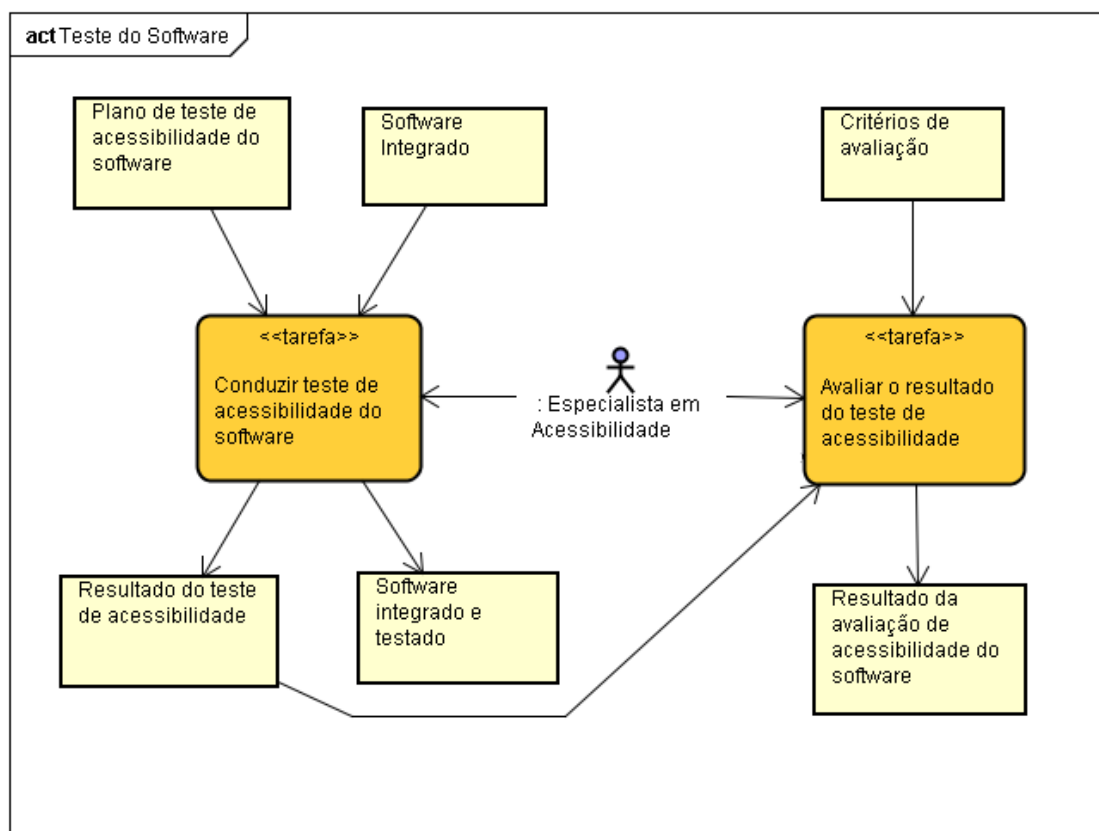 act Teste do Software
Plano de teste de
acessibilidade do
software
Software
Integrado
Critérios de
avaliação
<<tarefa>>
Conduzir teste de
acessibilidade do
software
: Especialista em
Acessibilidade
<<tarefa>>
Avaliar o resultado
do teste de
acessibilidade
Resultado do teste
de acessibilidade
Software
integrado e
testado
Resultado da
avaliação de
acessibilidade do
software